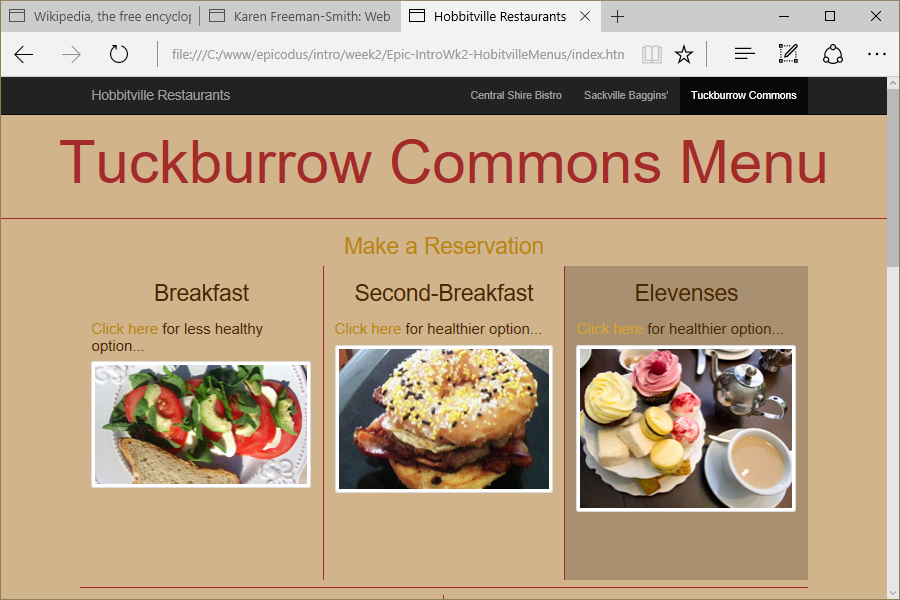 Wikipedia, the free encyclop
Karen Freeman-Smith: Web
Hobbitville Restaurants
file:///C:/www/epicodus/intro/week2/Epic-IntroWk2-HobitvilleMenus/index.htm
Hobbitville Restaurants
Central Shire Bistro
Sackville Baggins'
Tuckburrow Commons
Tuckburrow Commons Menu
Make a Reservation
Breakfast
Click here for less healthy
option...
Second-Breakfast
Click here for healthier option...
Elevenses
Click here for healthier option...